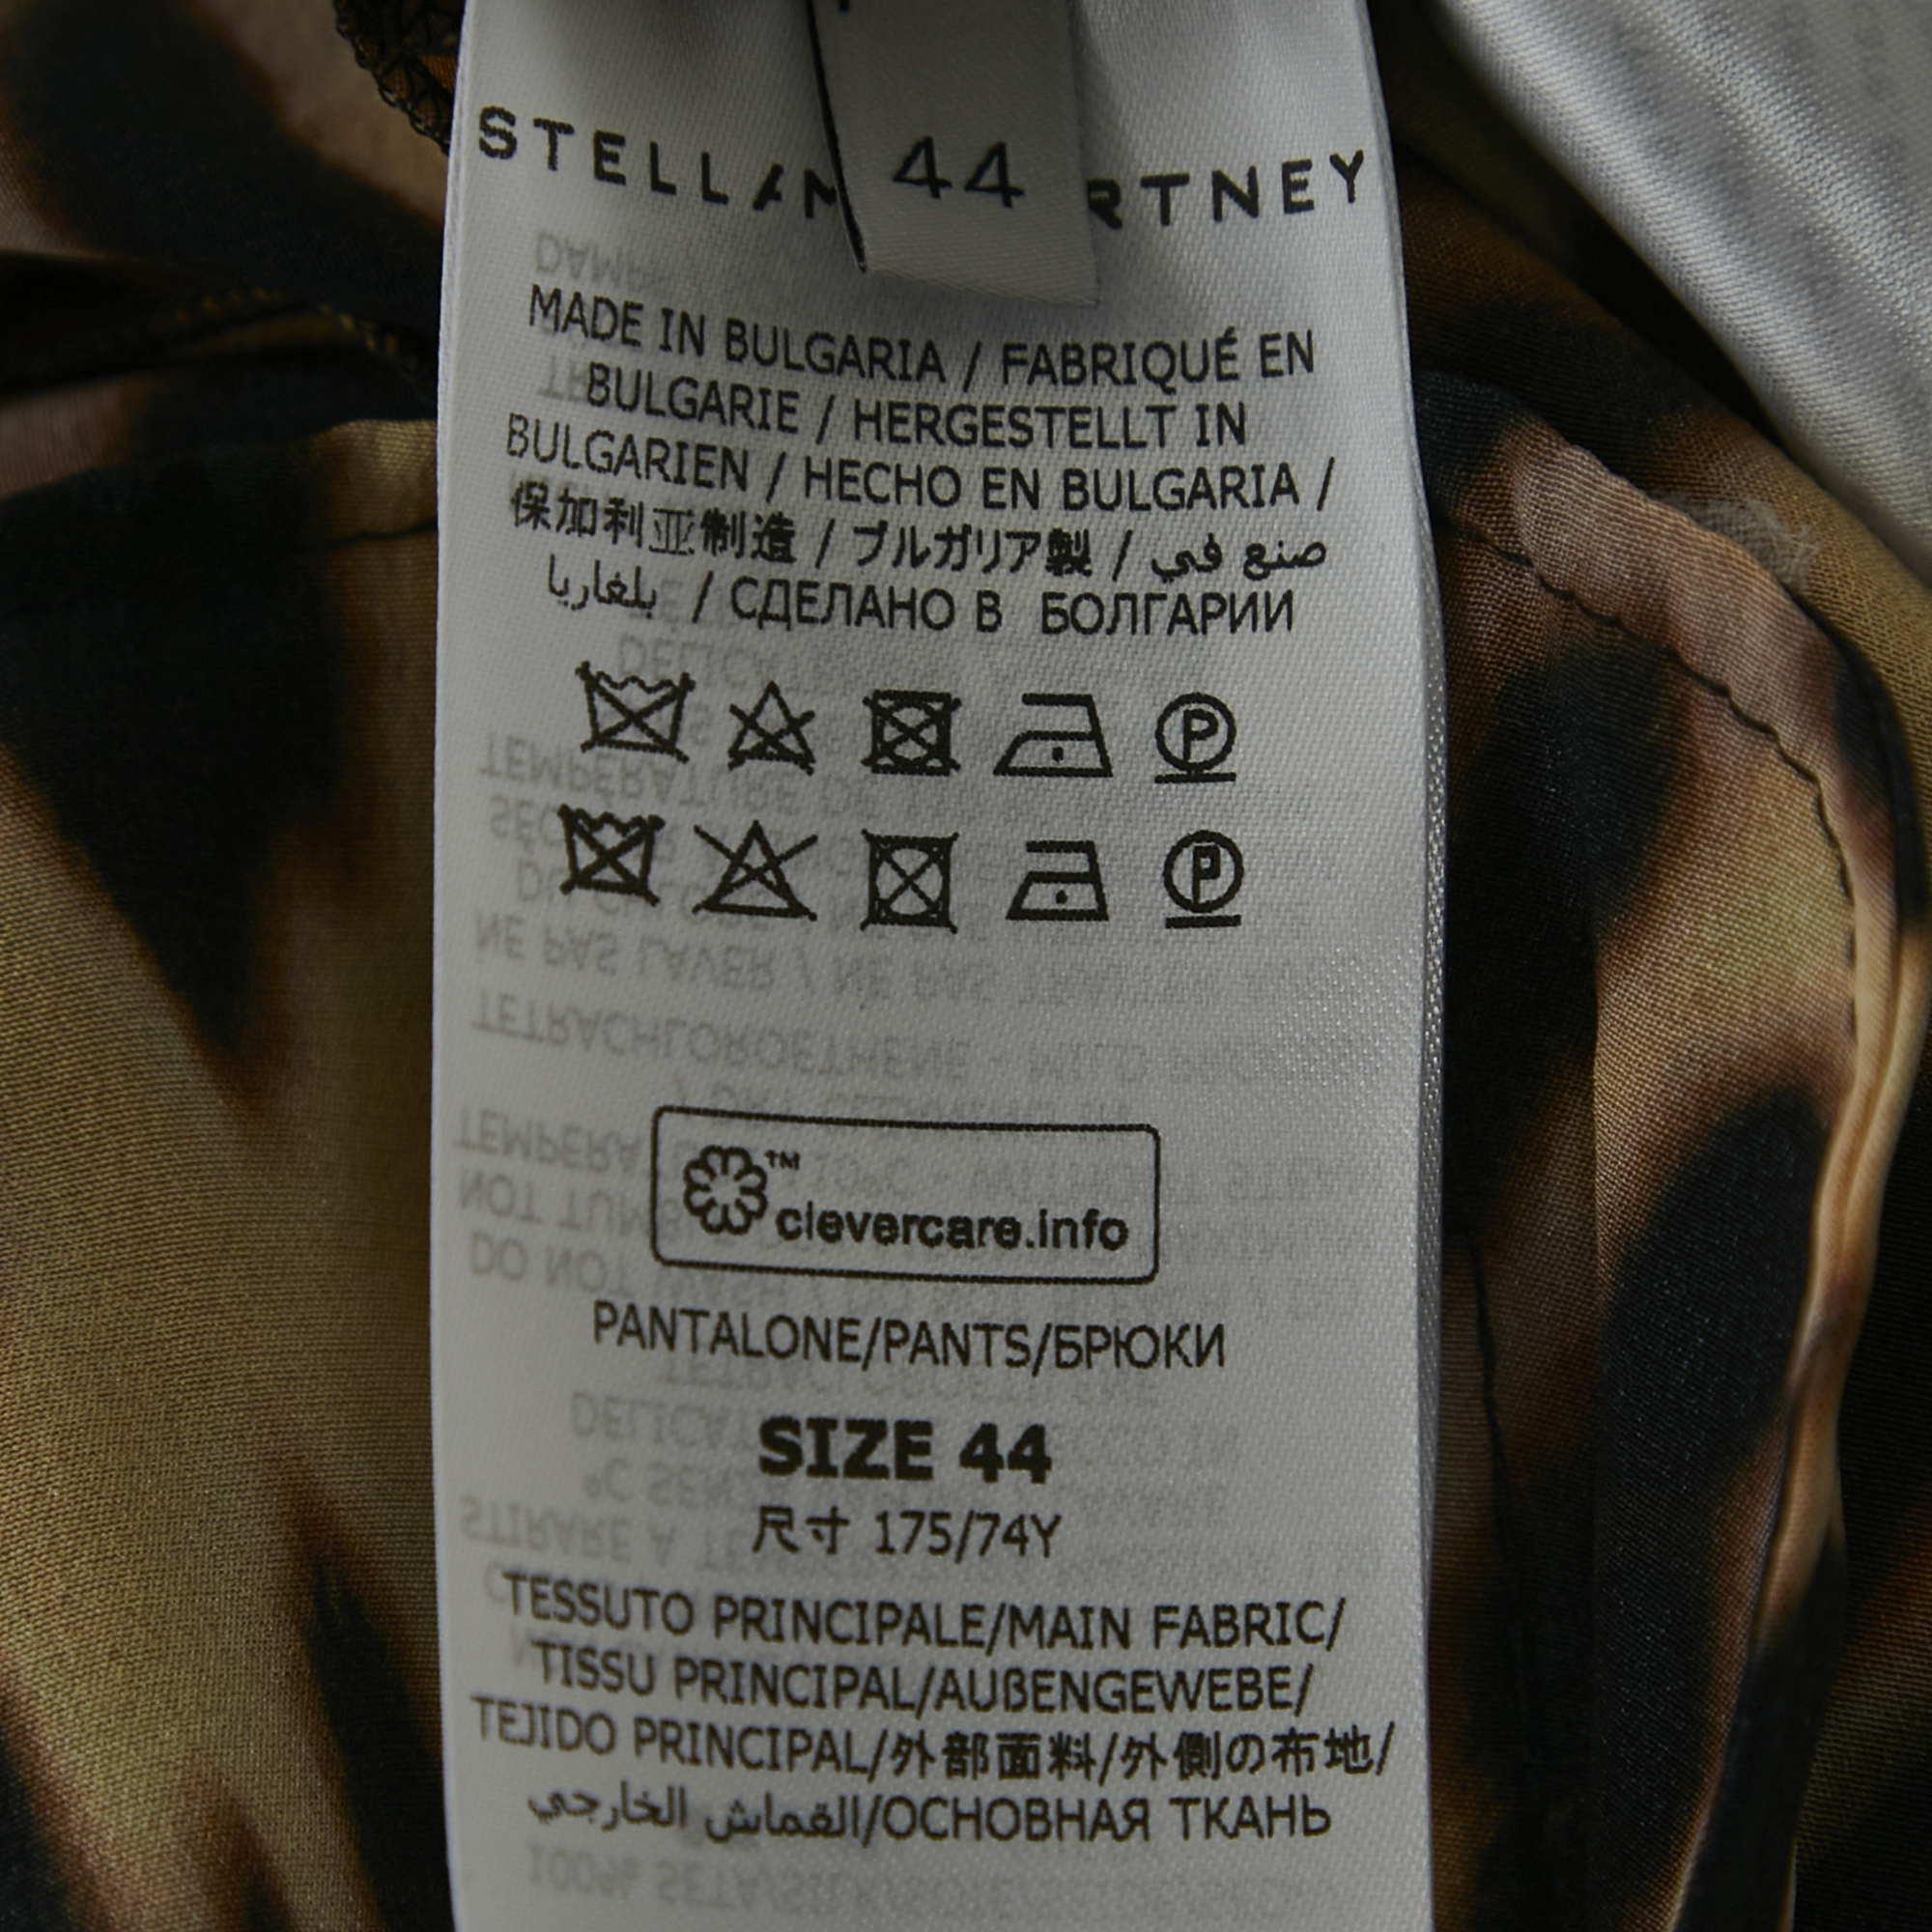 44
STELLA M RTNEY
MADE IN BULGARIA / FABRIQUÉ EN
BULGARIE / HERGESTELLT IN
BULGARIEN / HECHO EN BULGARIA /
保加利亚制造 / ブルガリア製 / صنع في
بلغاريا / СДЕЛАНО В БОЛГАРИИ
P
P
™
clevercare.info
PANTALONE/PANTS/БРЮКИ
SIZE 44
尺寸 175/74Y
TESSUTO PRINCIPALE/MAIN FABRIC/
TISSU PRINCIPAL/AUßENGEWEBE/
TEJIDO PRINCIPAL/外部面料/外側の布地/
القماش الخارجي/ОСНОВНАЯ ТКАНЬ